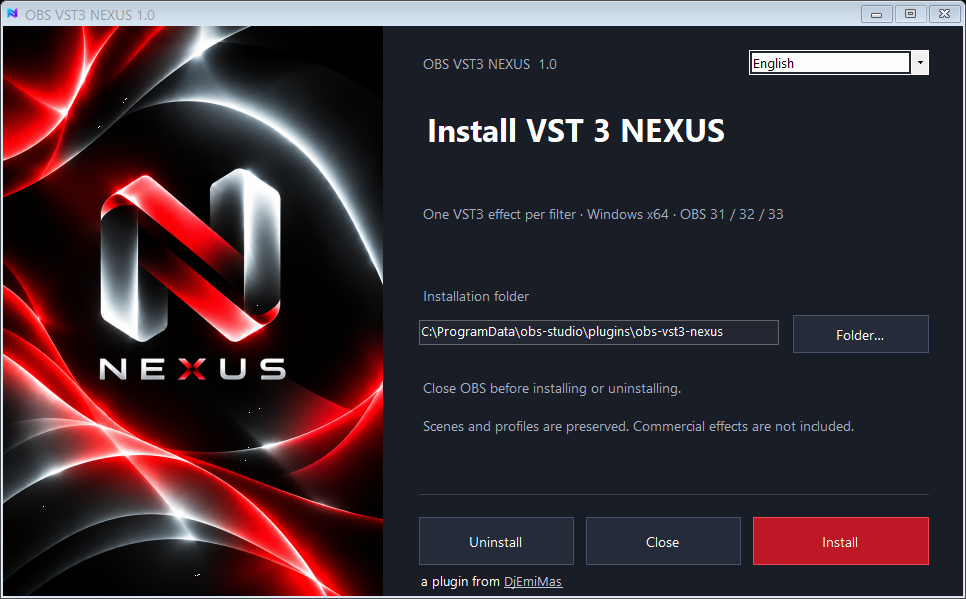 OBS VST3 NEXUS 1.0
OBS VST3 NEXUS 1.0
English
Install VST 3 NEXUS
One VST3 effect per filter · Windows x64 · OBS 31 / 32 / 33
NEXUS
Installation folder
C:\ProgramData\obs-studio\plugins\obs-vst3-nexus
Folder...
Close OBS before installing or uninstalling.
Scenes and profiles are preserved. Commercial effects are not included.
Uninstall Close Install
a plugin from DjEmiMas